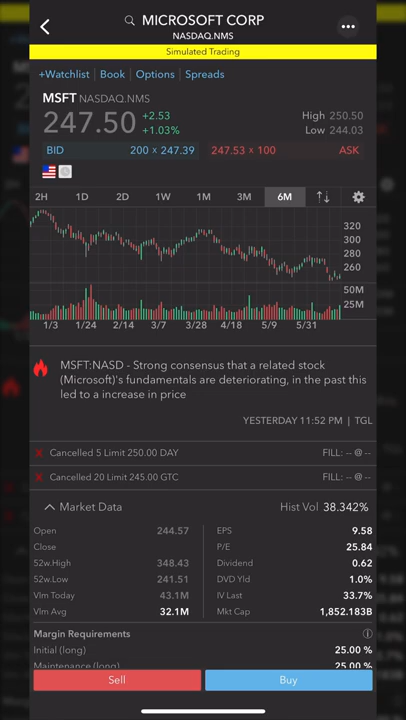 MICROSOFT CORP
NASDAQ.NMS
Simulated Trading
+Watchlist | Book | Options | Spreads
MSFT NASDAQ.NMS
247.50 +2.53
+1.03%
High 250.50
Low 244.03
BID 200 x 247.39 247.53 x 100 ASK
2H 1D 2D 1W 1M 3M 6M
320
300
280
260
50M
25M
1/3 1/24 2/14 3/7 3/28 4/18 5/9 5/31
MSFT:NASD - Strong consensus that a related stock
(Microsoft)'s fundamentals are deteriorating, in the past this
led to a increase in price
YESTERDAY 11:52 PM | TGL
Cancelled 5 Limit 250.00 DAY FILL: -- @ --
Cancelled 20 Limit 245.00 GTC FILL: -- @ --
Market Data Hist Vol 38.342%
Open 244.57 EPS 9.58
Close P/E 25.84
52w.High 348.43 Dividend 0.62
52w.Low 241.51 DVD Yld 1.0%
Vlm Today 43.1M IV Last 33.7%
Vlm Avg 32.1M Mkt Cap 1,852.183B
Margin Requirements
Initial (long) 25.00 %
Maintenance (long) 25.00 %
Sell Buy